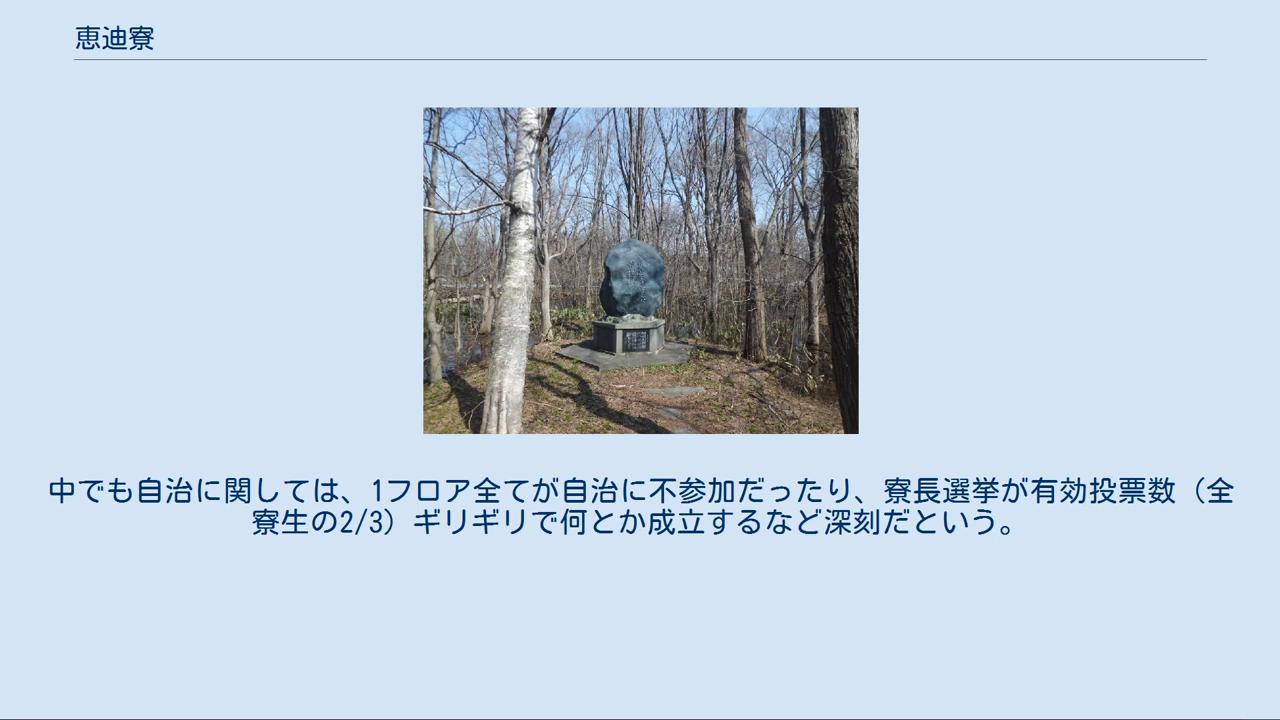 恵迪寮
中でも自治に関しては、1フロア全てが自治に不参加だったり、寮長選挙が有効投票数（全
寮生の2/3）ギリギリで何とか成立するなど深刻だという。